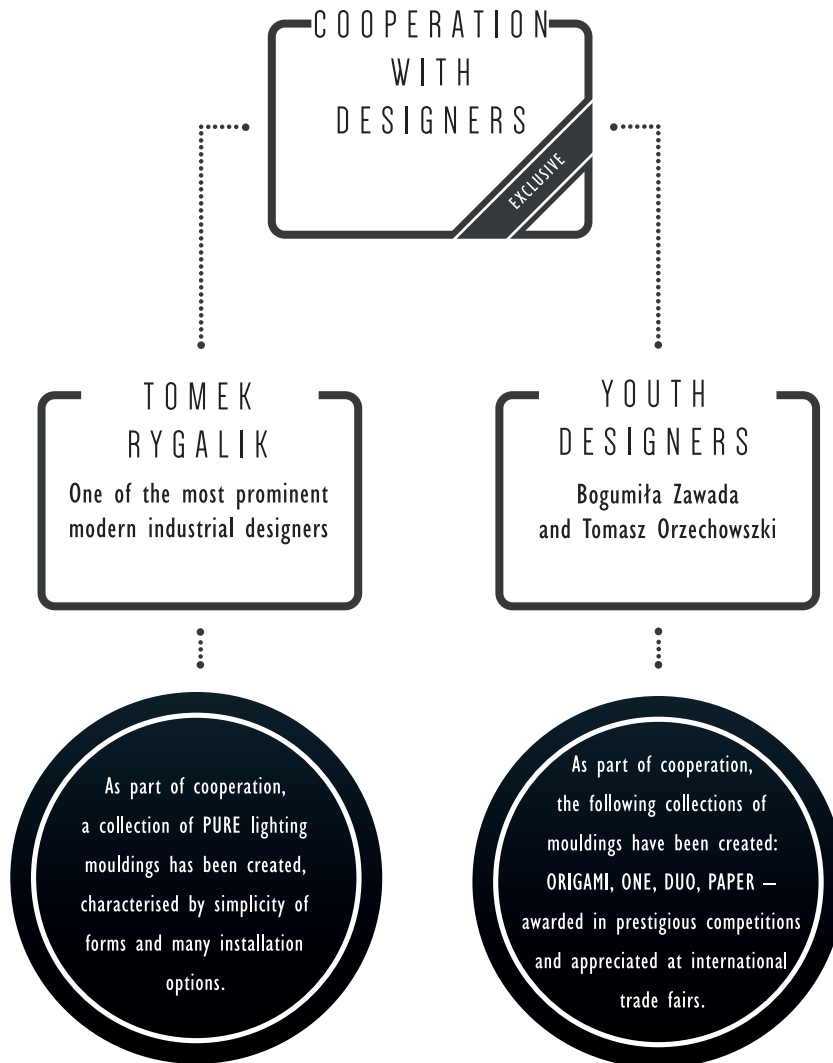 COOPERATION
WITH
DESIGNERS
EXCLUSIVE
TOMEK
RYGALIK
One of the most prominent
modern industrial designers
YOUTH
DESIGNERS
Bogumiła Zawada
and Tomasz Orzechowszki
As part of cooperation,
a collection of PURE lighting
mouldings has been created,
characterised by simplicity of
forms and many installation
options.
As part of cooperation,
the following collections of
mouldings have been created:
ORIGAMI, ONE, DUO, PAPER –
awarded in prestigious competitions
and appreciated at international
trade fairs.